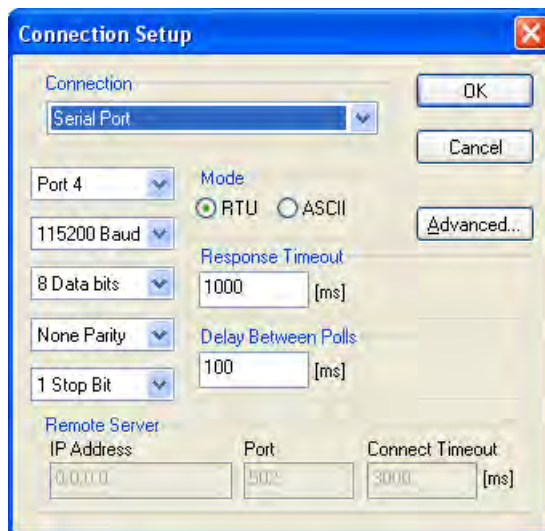 Connection Setup
Connection
Serial Port
OK
Cancel
Advanced...
Port 4
115200 Baud
8 Data bits
None Parity
1 Stop Bit
Mode
RTU
ASCII
Response Timeout
1000 [ms]
Delay Between Polls
100 [ms]
Remote Server
IP Address
Port
Connect Timeout
0.0.0.0
502
3000 [ms]